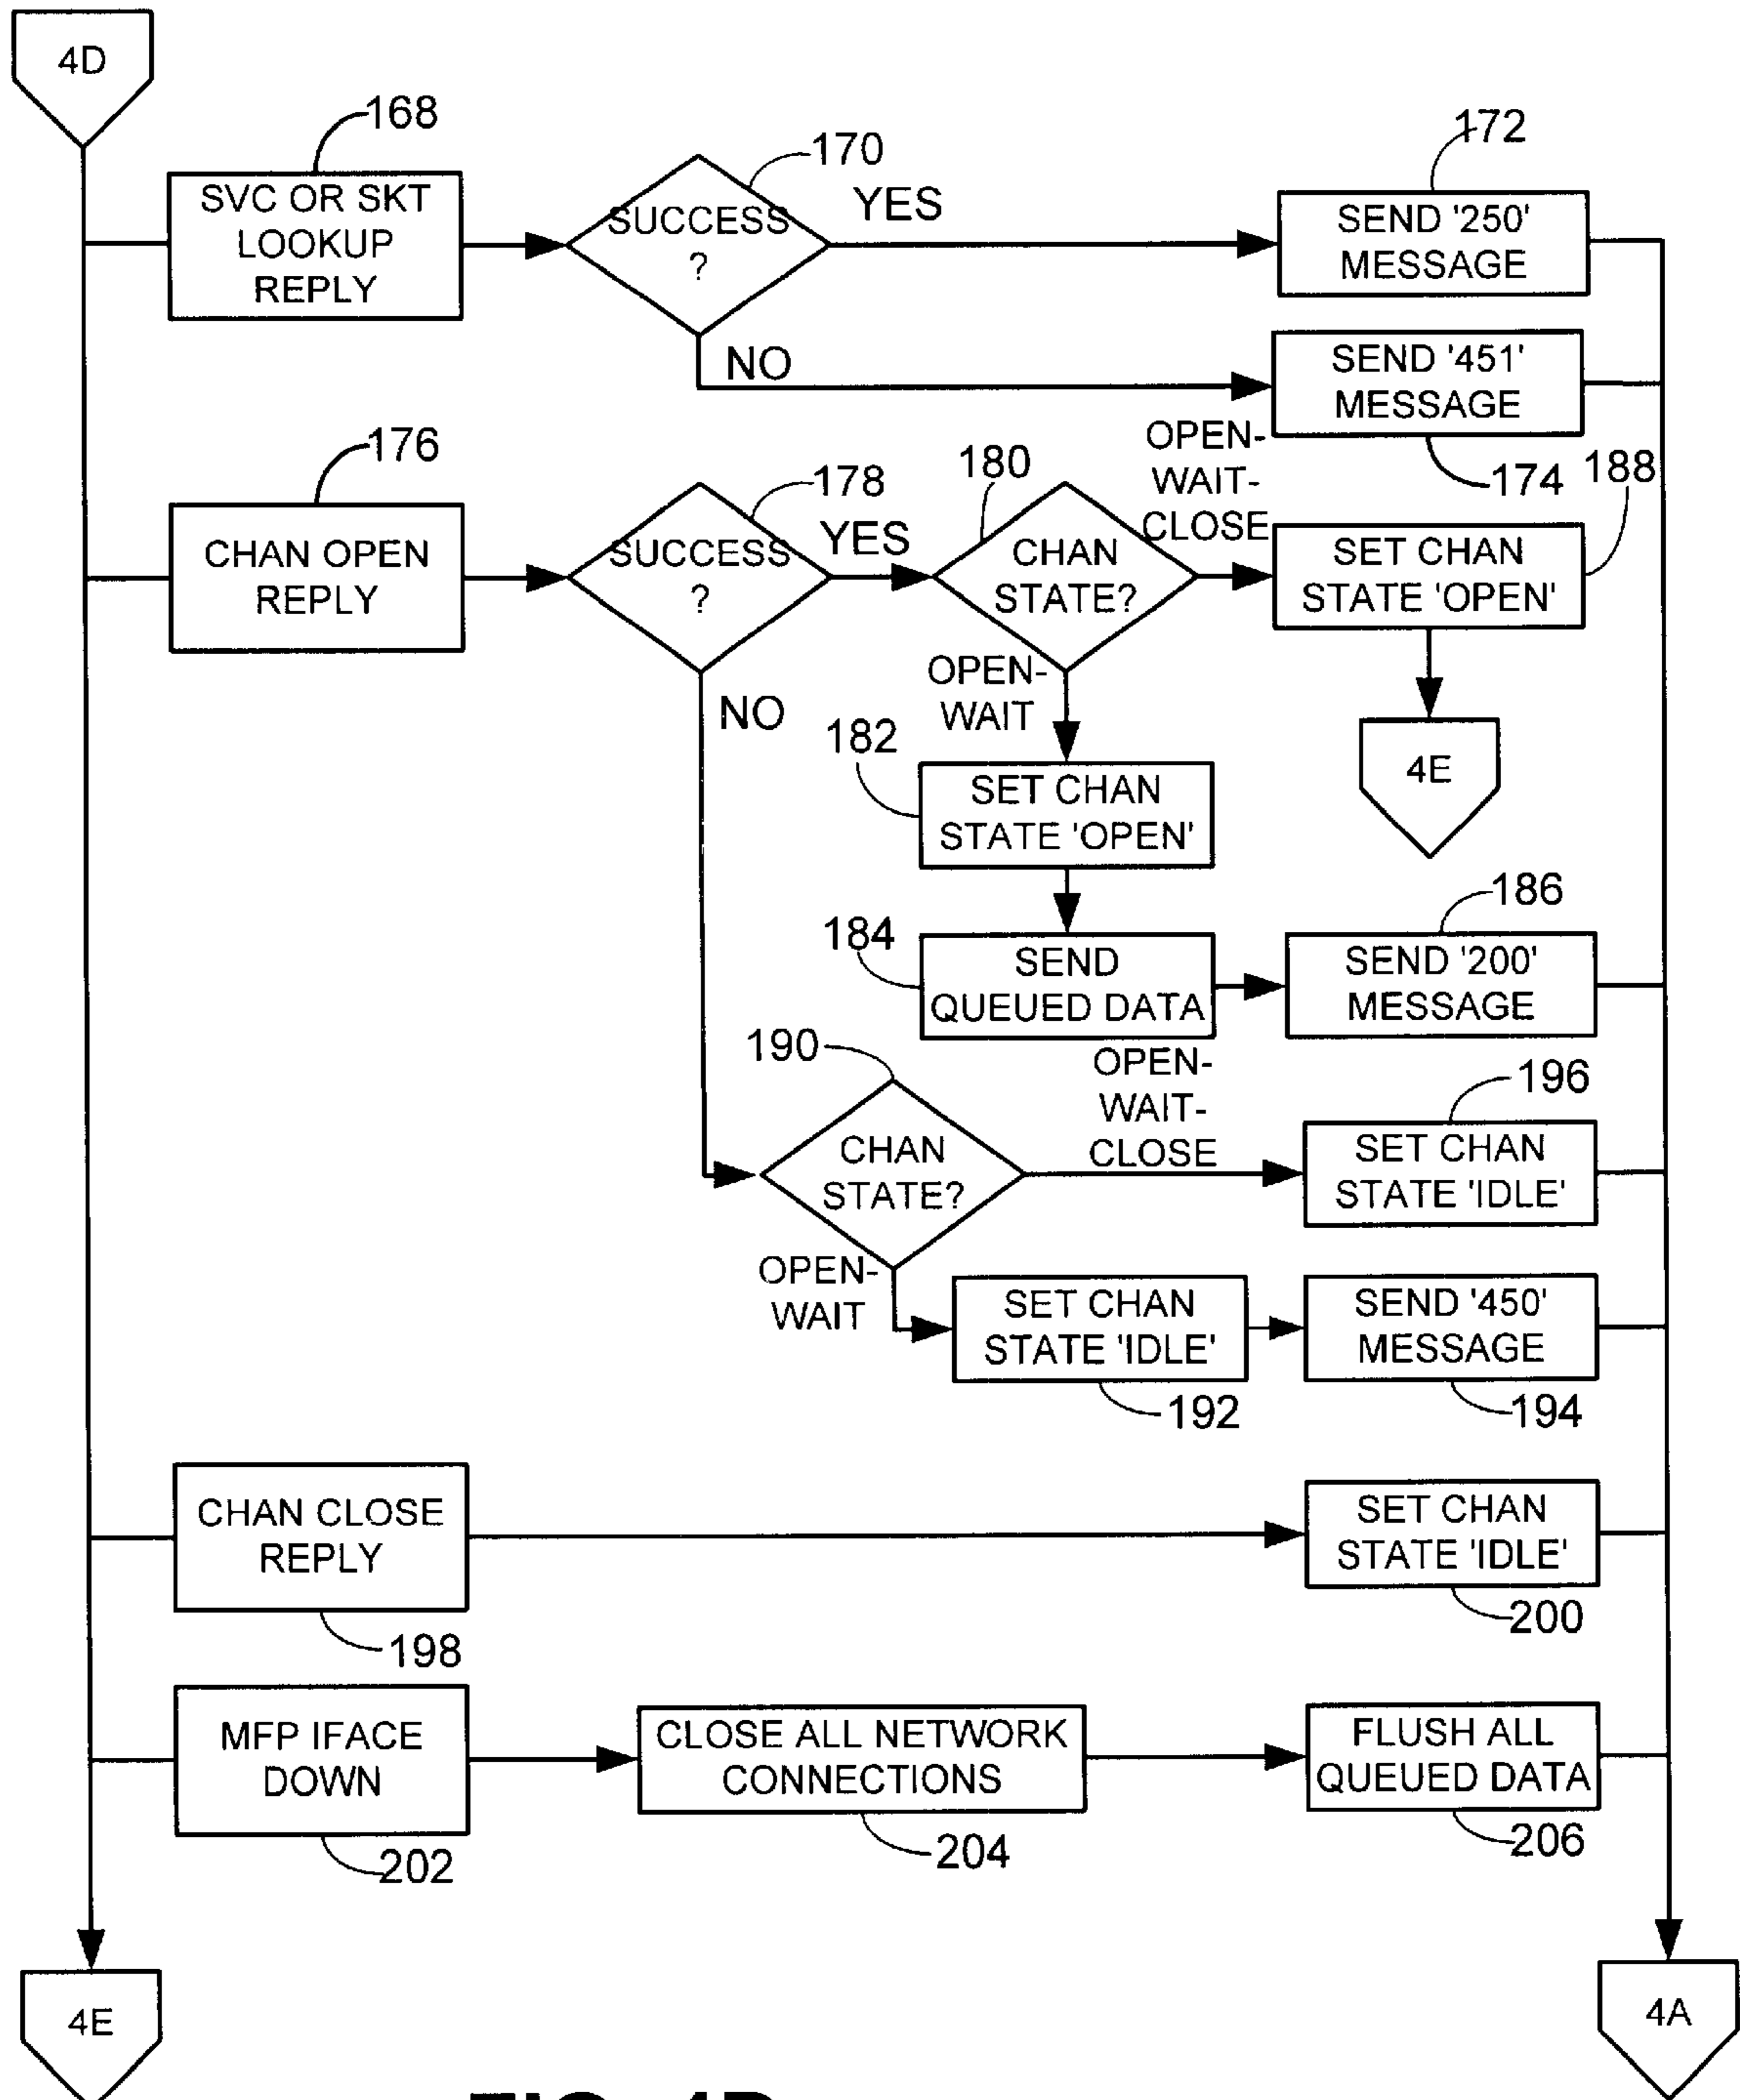 4D
168
170
172
SVC OR SKT
LOOKUP
REPLY
SUCCESS
?
YES
SEND '250'
MESSAGE
NO
SEND '451'
MESSAGE
174
176
178
180
OPEN-
WAIT-
CLOSE
188
CHAN OPEN
REPLY
SUCCESS
?
YES
CHAN
STATE?
SET CHAN
STATE 'OPEN'
NO
OPEN-
WAIT
4E
182
SET CHAN
STATE 'OPEN'
184
SEND
QUEUED DATA
186
SEND '200'
MESSAGE
190
CHAN
STATE?
OPEN-
WAIT-
CLOSE
196
SET CHAN
STATE 'IDLE'
OPEN-
WAIT
SET CHAN
STATE 'IDLE'
192
SEND '450'
MESSAGE
194
CHAN CLOSE
REPLY
198
SET CHAN
STATE 'IDLE'
200
MFP IFACE
DOWN
202
CLOSE ALL NETWORK
CONNECTIONS
204
FLUSH ALL
QUEUED DATA
206
4E
4A